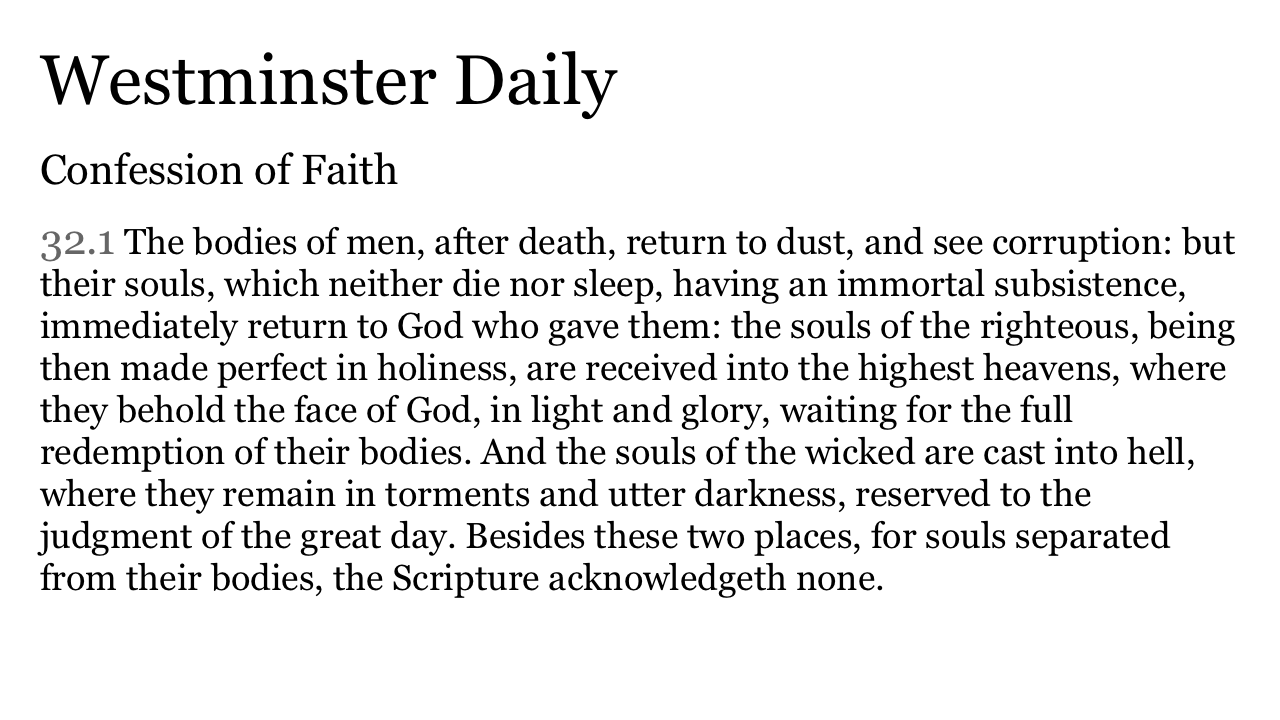 Westminster Daily
Confession of Faith
32.1 The bodies of men, after death, return to dust, and see corruption: but
their souls, which neither die nor sleep, having an immortal subsistence,
immediately return to God who gave them: the souls of the righteous, being
then made perfect in holiness, are received into the highest heavens, where
they behold the face of God, in light and glory, waiting for the full
redemption of their bodies. And the souls of the wicked are cast into hell,
where they remain in torments and utter darkness, reserved to the
judgment of the great day. Besides these two places, for souls separated
from their bodies, the Scripture acknowledgeth none.